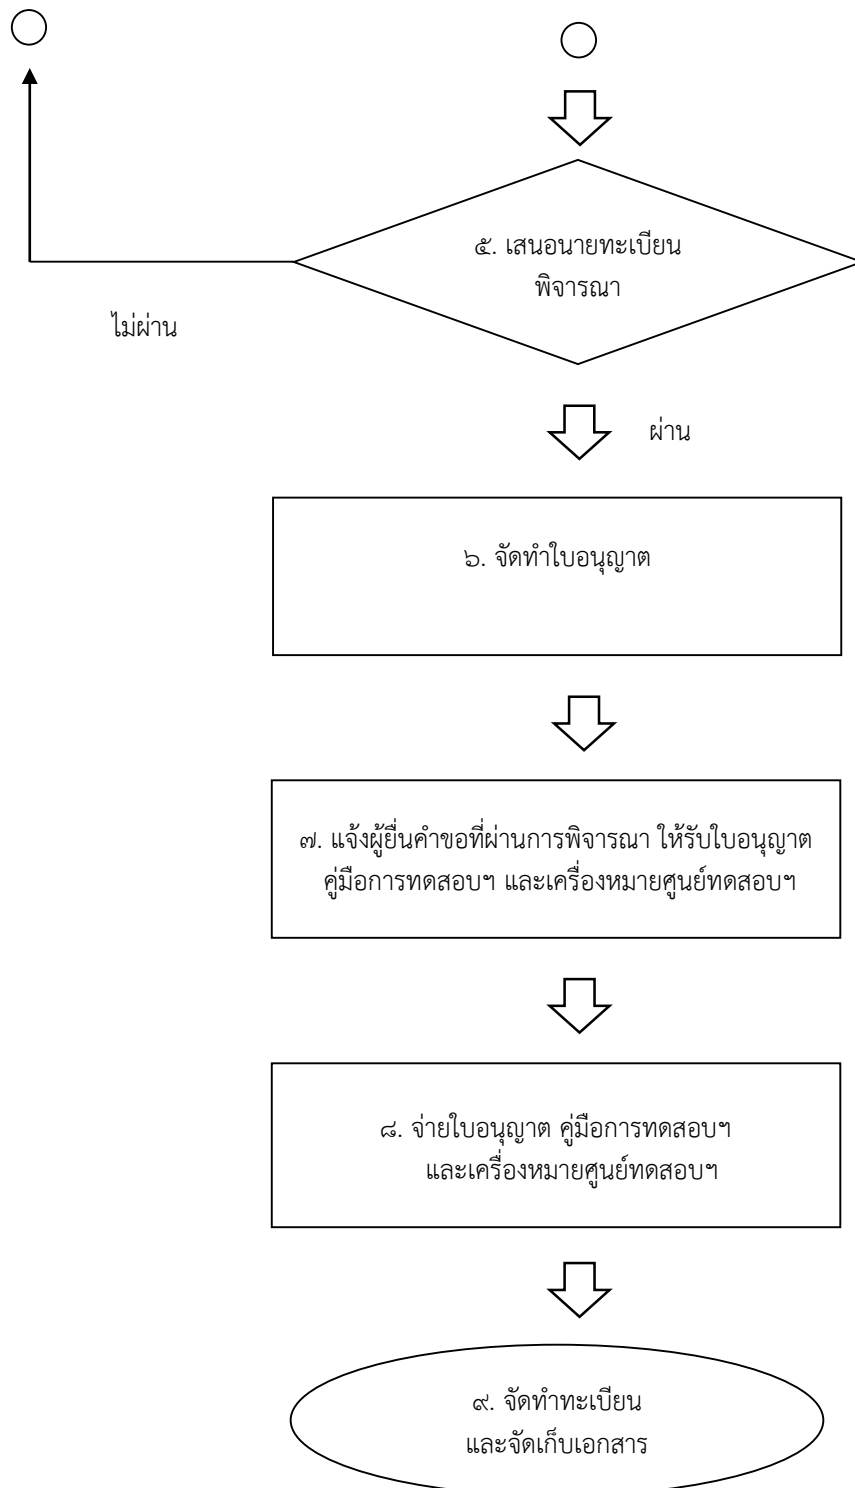 ๕. เสนอนายทะเบียน
พิจารณา
ไม่ผ่าน
ผ่าน
๖. จัดทำใบอนุญาต
๗. แจ้งผู้ยื่นคำขอที่ผ่านการพิจารณา ให้รับใบอนุญาต
คู่มือการทดสอบฯ และเครื่องหมายศูนย์ทดสอบฯ
๘. จ่ายใบอนุญาต คู่มือการทดสอบฯ
และเครื่องหมายศูนย์ทดสอบฯ
๙. จัดทำทะเบียน
และจัดเก็บเอกสาร